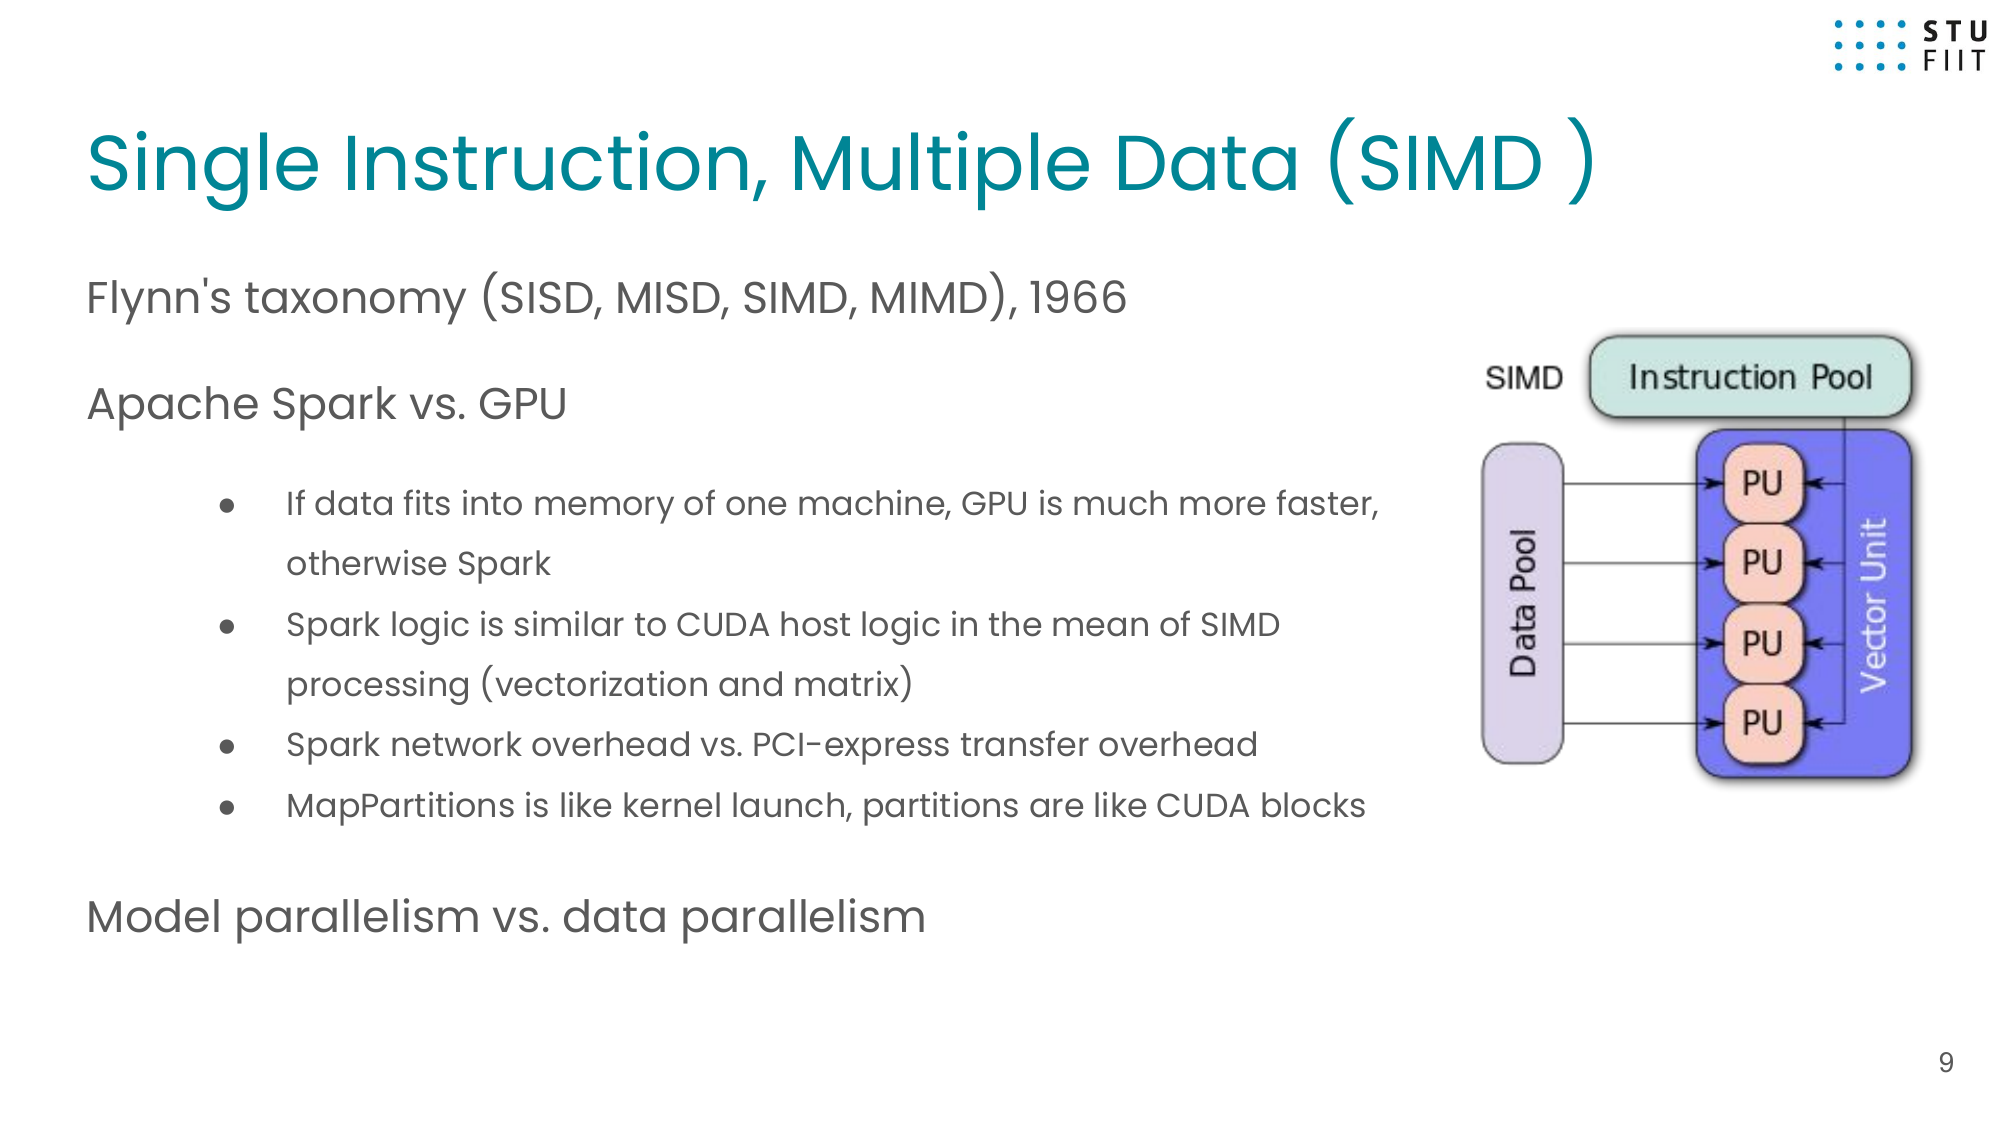 STU
FIIT
Single Instruction, Multiple Data (SIMD )
Flynn's taxonomy (SISD, MISD, SIMD, MIMD), 1966
Apache Spark vs. GPU
● If data fits into memory of one machine, GPU is much more faster,
otherwise Spark
● Spark logic is similar to CUDA host logic in the mean of SIMD
processing (vectorization and matrix)
● Spark network overhead vs. PCI-express transfer overhead
● MapPartitions is like kernel launch, partitions are like CUDA blocks
Model parallelism vs. data parallelism
SIMD
Instruction Pool
Data Pool
PU
PU
PU
PU
Vector Unit
9